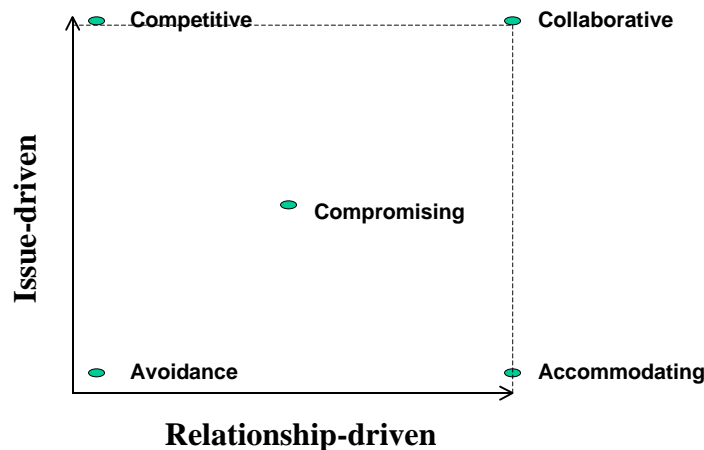 Competitive
Collaborative
Issue-driven
Compromising
Avoidance
Accommodating
Relationship-driven